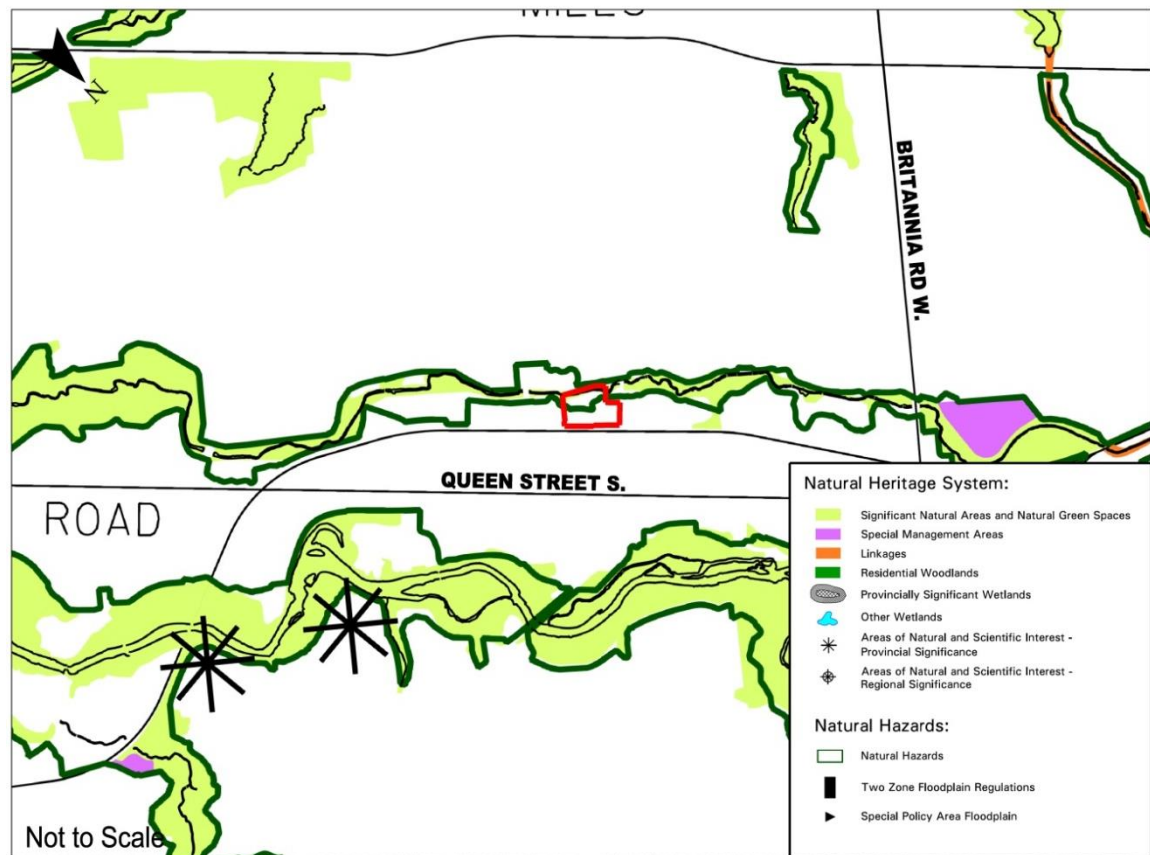 MILLS
N
BRITANNIA RD W.
QUEEN STREET S.
ROAD
Natural Heritage System:
Significant Natural Areas and Natural Green Spaces
Special Management Areas
Linkages
Residential Woodlands
Provincially Significant Wetlands
Other Wetlands
Areas of Natural and Scientific Interest -
Provincial Significance
Areas of Natural and Scientific Interest -
Regional Significance
Natural Hazards:
Natural Hazards
Two Zone Floodplain Regulations
Special Policy Area Floodplain
Not to Scale